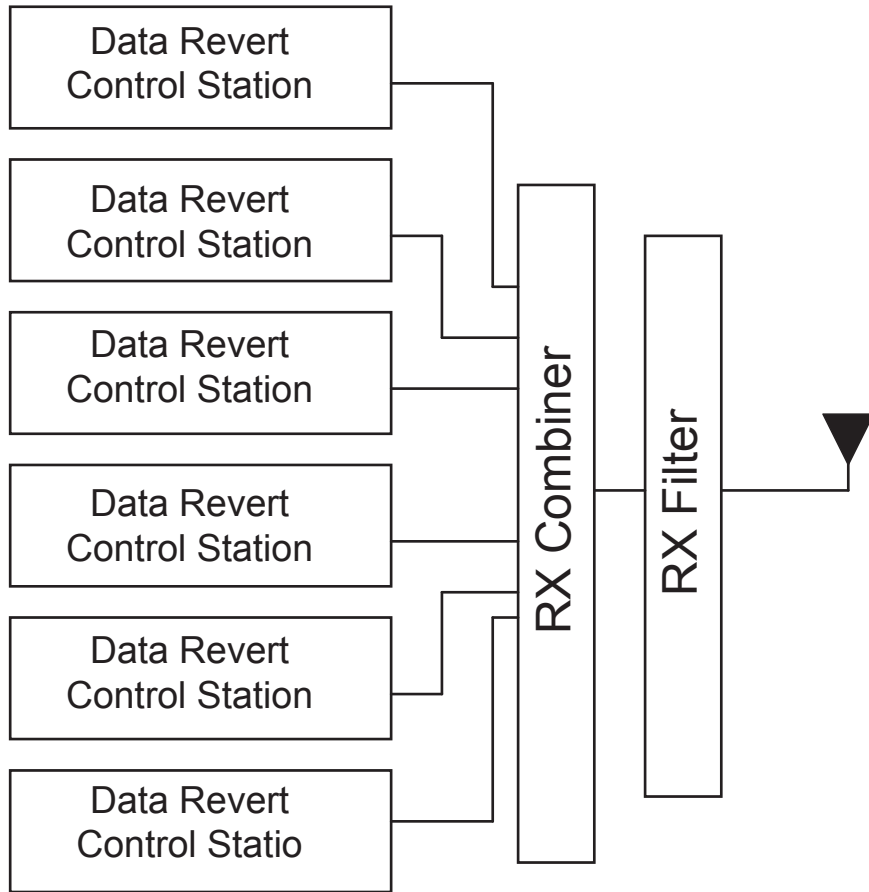 Data Revert
Control Station
Data Revert
Control Station
Data Revert
Control Station
Data Revert
Control Station
Data Revert
Control Station
Data Revert
Control Statio
RX Combiner
RX Filter